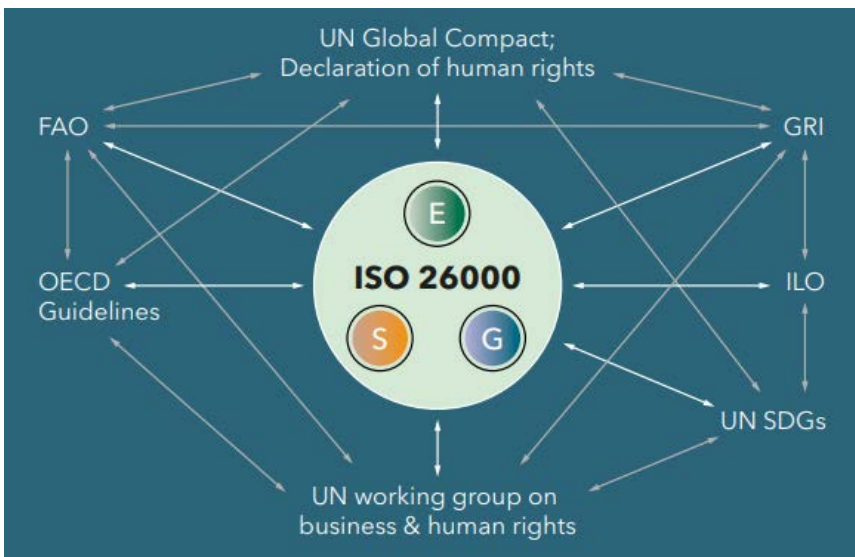 UN Global Compact;
Declaration of human rights
FAO
GRI
E
ISO 26000
OECD
Guidelines
ILO
S
G
UN SDGs
UN working group on
business & human rights